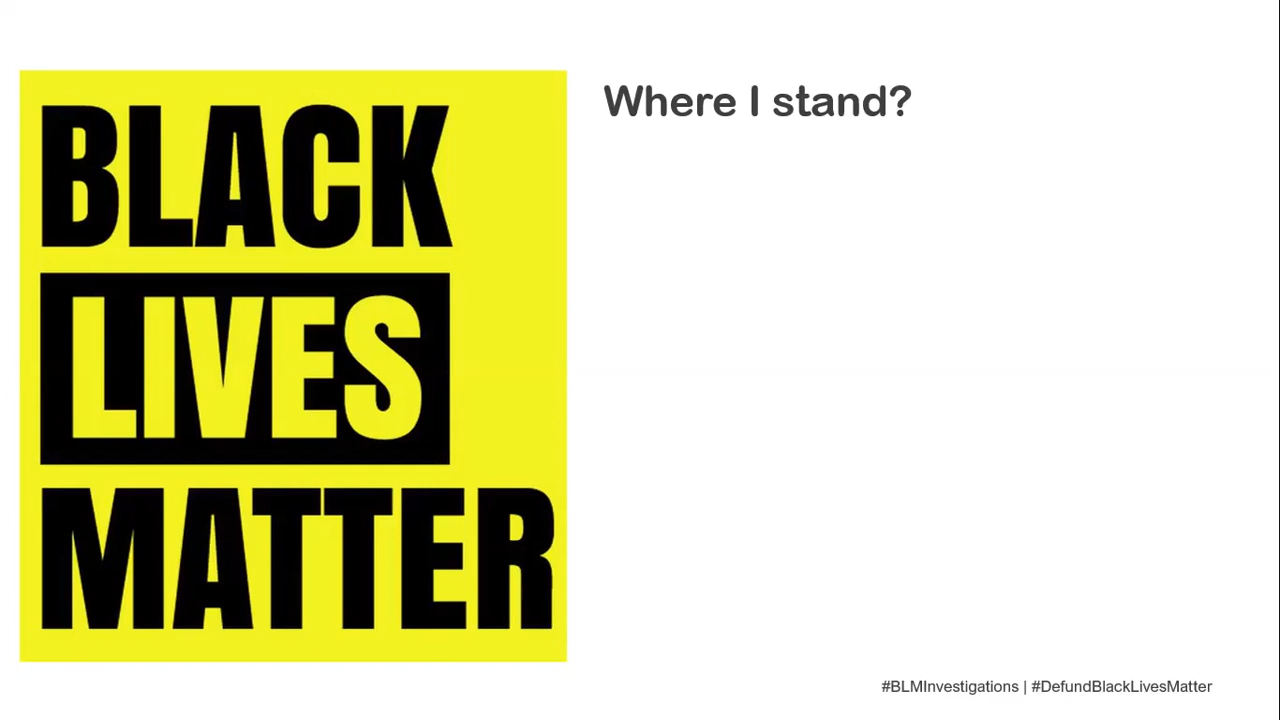 BLACK
LIVES
MATTER
Where I stand?
#BLMInvestigations | #DefundBlackLivesMatter